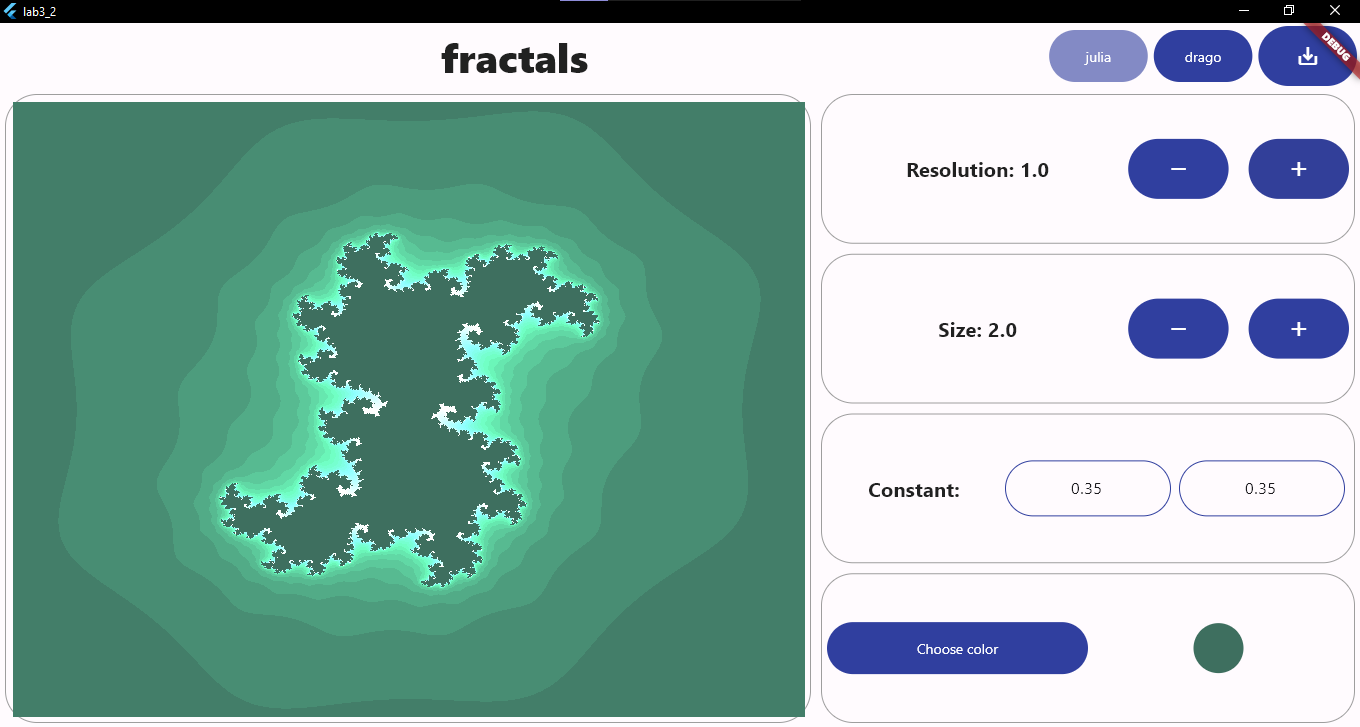 lab3_2
fractals
julia
drago
DEBUG
Resolution: 1.0
− +
Size: 2.0
− +
Constant: 0.35 0.35
Choose color